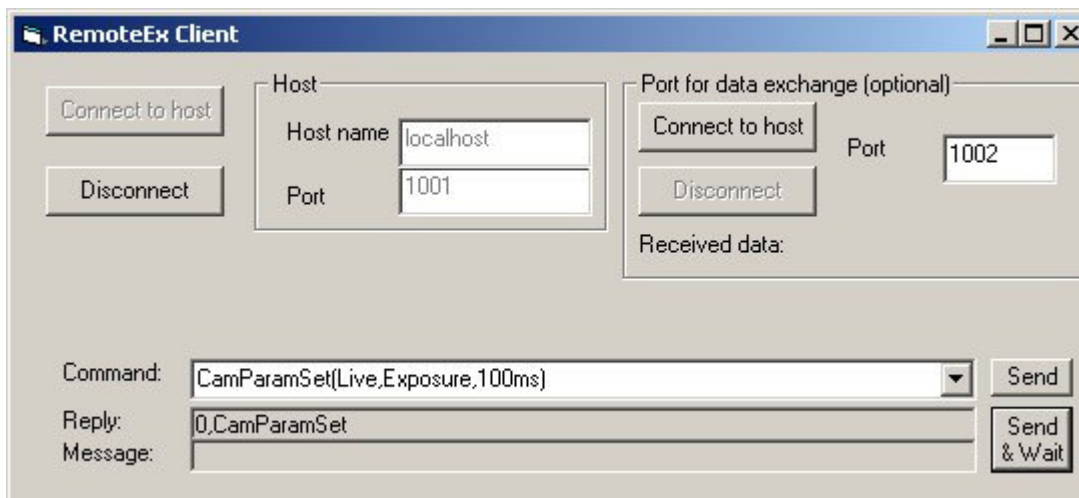 RemoteEx Client
Connect to host
Disconnect
Host
Host name
localhost
Port
1001
Port for data exchange (optional)
Connect to host
Port
1002
Disconnect
Received data:
Command:
CamParamSet(Live,Exposure,100ms)
Send
Reply:
0,CamParamSet
Message:
Send
& Wait